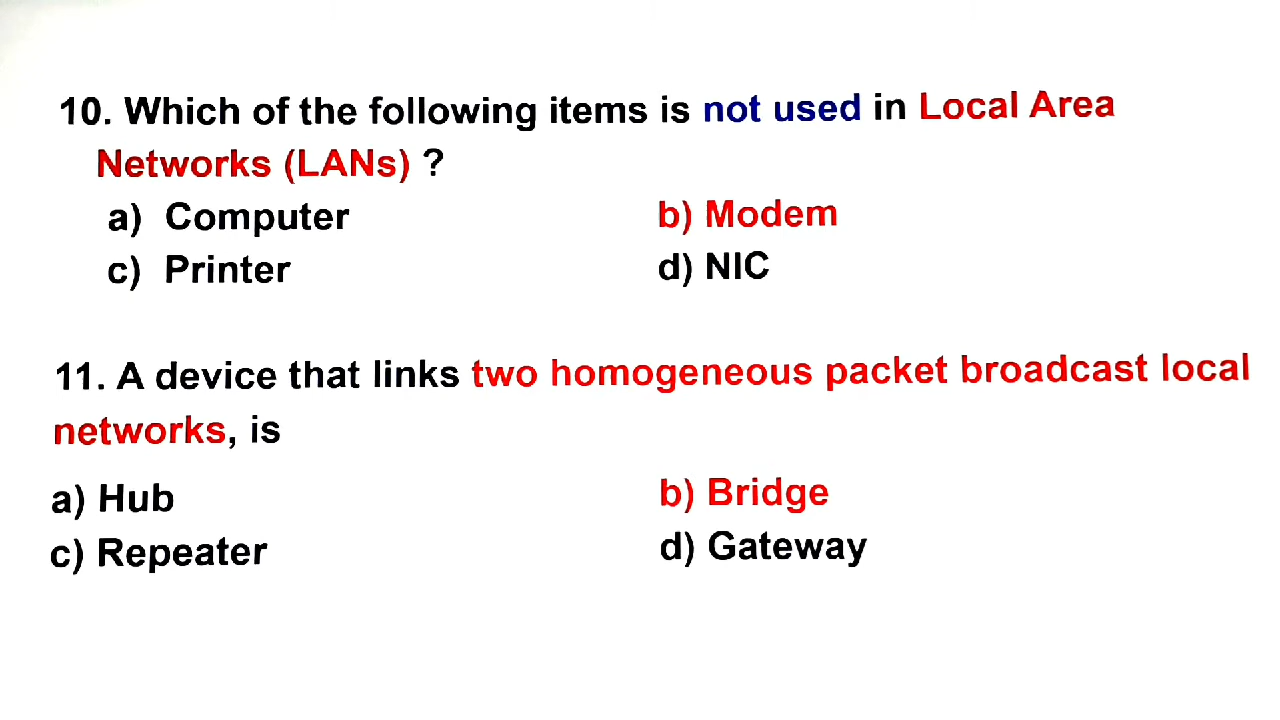 10. Which of the following items is not used in Local Area
Networks (LANs) ?
a) Computer b) Modem
c) Printer d) NIC
11. A device that links two homogeneous packet broadcast local
networks, is
a) Hub b) Bridge
c) Repeater d) Gateway